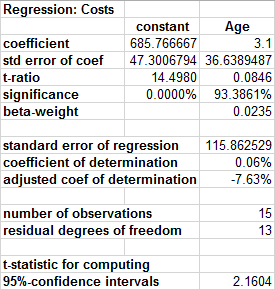 Regression: Costs
constant Age
coefficient 685.766667 3.1
std error of coef 47.3006794 36.6389487
t-ratio 14.4980 0.0846
significance 0.0000% 93.3861%
beta-weight 0.0235
standard error of regression 115.862529
coefficient of determination 0.06%
adjusted coef of determination -7.63%
number of observations 15
residual degrees of freedom 13
t-statistic for computing
95%-confidence intervals 2.1604